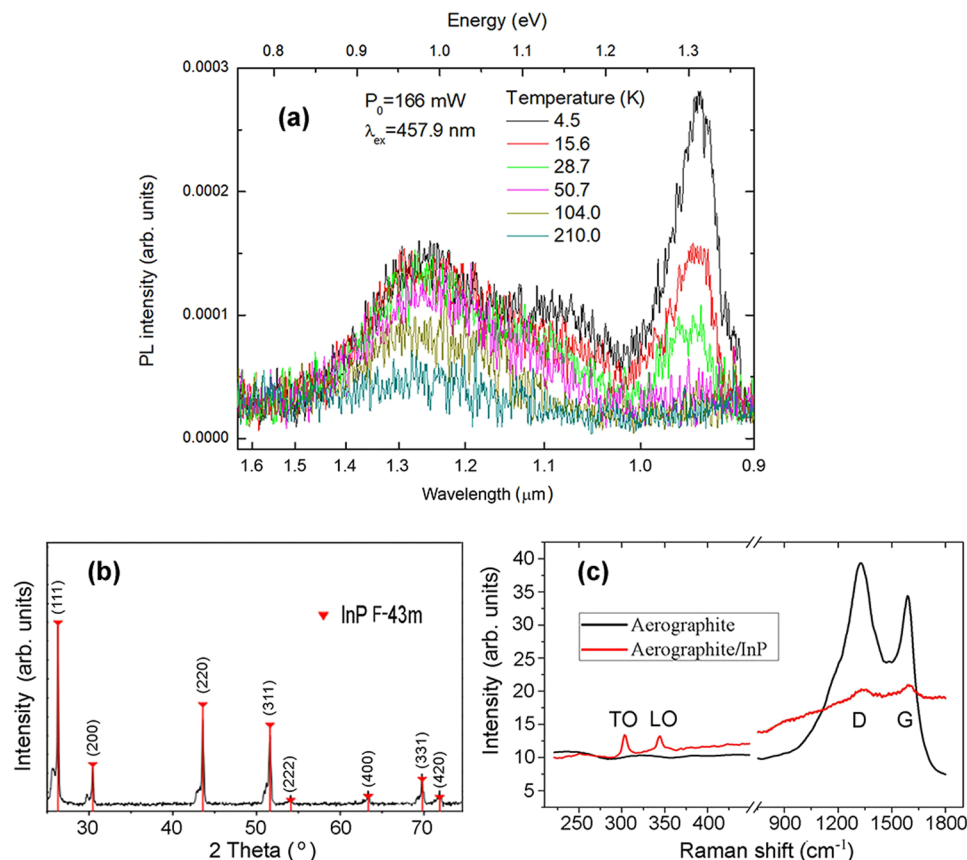 Energy (eV)
0.8 0.9 1.0 1.1 1.2 1.3
0.0003
0.0002
0.0001
0.0000
PL intensity (arb. units)
(a)
P0=166 mW
λex=457.9 nm
Temperature (K)
4.5
15.6
28.7
50.7
104.0
210.0
1.6 1.5 1.4 1.3 1.2 1.1 1.0 0.9
Wavelength (μm)
(b)
Intensity (arb. units)
(111)
(200)
(220)
(311)
(222)
(400)
(331)
(420)
InP F-43m
30 40 50 60 70
2 Theta (°)
(c)
Intensity (arb. units)
40
35
30
25
20
15
10
5
Aerographite
Aerographite/InP
TO LO D G
250 300 350 400 1200 1500 1800
Raman shift (cm-1)